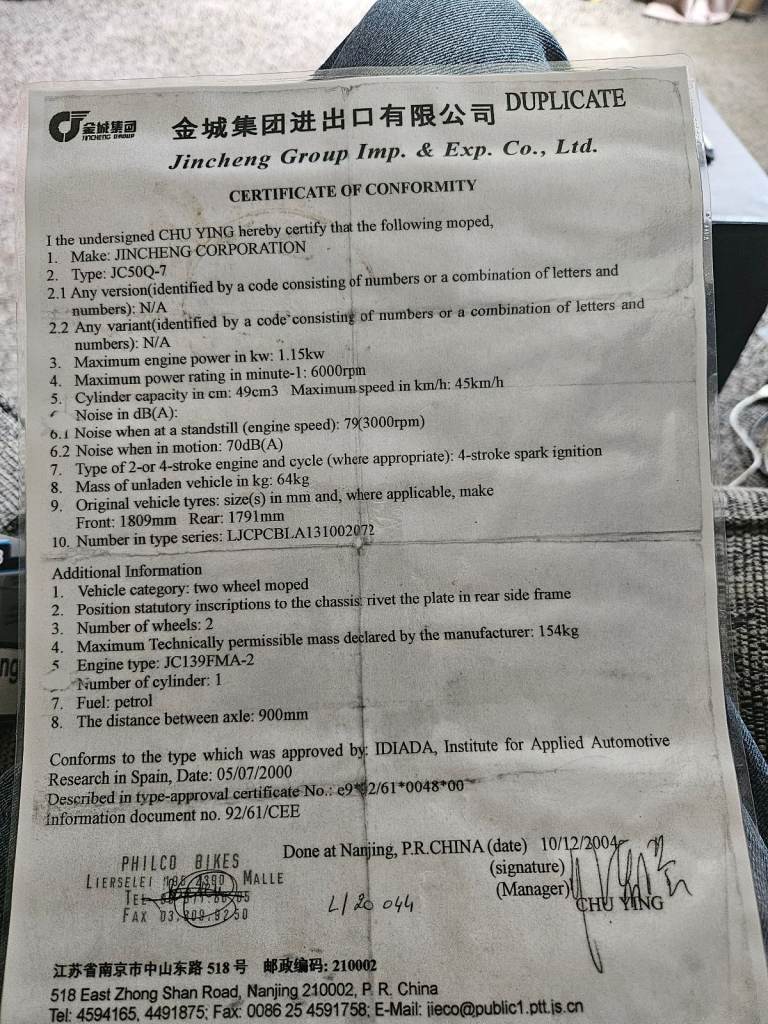 金城集团
JINCHENG GROUP
金城集团进出口有限公司 DUPLICATE
Jincheng Group Imp. & Exp. Co., Ltd.
CERTIFICATE OF CONFORMITY
I the undersigned CHU YING hereby certify that the following moped,
1. Make: JINCHENG CORPORATION
2. Type: JC50Q-7
2.1 Any version(identified by a code consisting of numbers or a combination of letters and
numbers): N/A
2.2 Any variant(identified by a code consisting of numbers or a combination of letters and
numbers): N/A
3. Maximum engine power in kw: 1.15kw
4. Maximum power rating in minute-1: 6000rpm
5. Cylinder capacity in cm: 49cm3 Maximum speed in km/h: 45km/h
Noise in dB(A):
6.1 Noise when at a standstill (engine speed): 79(3000rpm)
6.2 Noise when in motion: 70dB(A)
7. Type of 2-or 4-stroke engine and cycle (where appropriate): 4-stroke spark ignition
8. Mass of unladen vehicle in kg: 64kg
9. Original vehicle tyres: size(s) in mm and, where applicable, make
Front: 1809mm Rear: 1791mm
10. Number in type series: LJCPCBLA131002072
Additional Information
1. Vehicle category: two wheel moped
2. Position statutory inscriptions to the chassis: rivet the plate in rear side frame
3. Number of wheels: 2
4. Maximum Technically permissible mass declared by the manufacturer: 154kg
5 Engine type: JC139FMA-2
Number of cylinder: 1
7. Fuel: petrol
8. The distance between axle: 900mm
Conforms to the type which was approved by: IDIADA, Institute for Applied Automotive
Research in Spain, Date: 05/07/2000
Described in type-approval certificate No.: e9* 2/61*0048*00
Information document no. 92/61/CEE
Done at Nanjing, P.R.CHINA (date) 10/12/2004
(signature)
(Manager)
CHU YING
PHILCO BIKES
LIERSELEI 2390 MALLE
TEL
FAX 03.
L/20 044
江苏省南京市中山东路 518 号 邮政编码: 210002
518 East Zhong Shan Road, Nanjing 210002, P. R. China
Tel: 4594165, 4491875; Fax: 0086 25 4591758; E-Mail: jieco@public1.ptt.js.cn